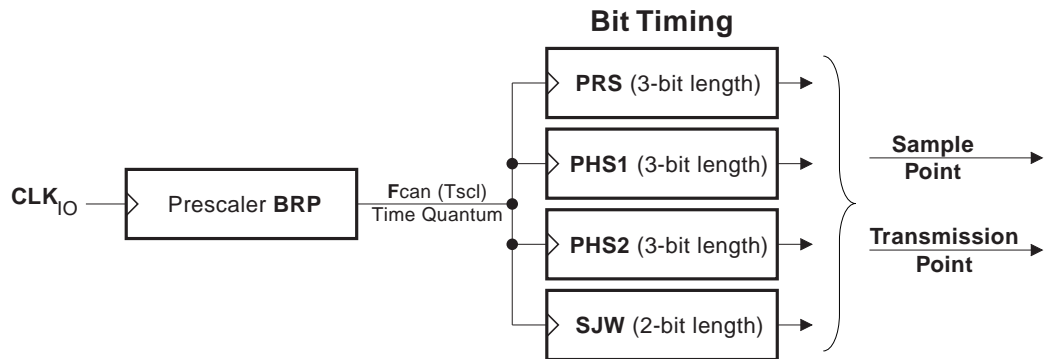 Bit Timing
PRS (3-bit length)
PHS1 (3-bit length)
Sample
Point
CLKIO
Prescaler BRP
Fcan (Tscl)
Time Quantum
PHS2 (3-bit length)
Transmission
Point
SJW (2-bit length)